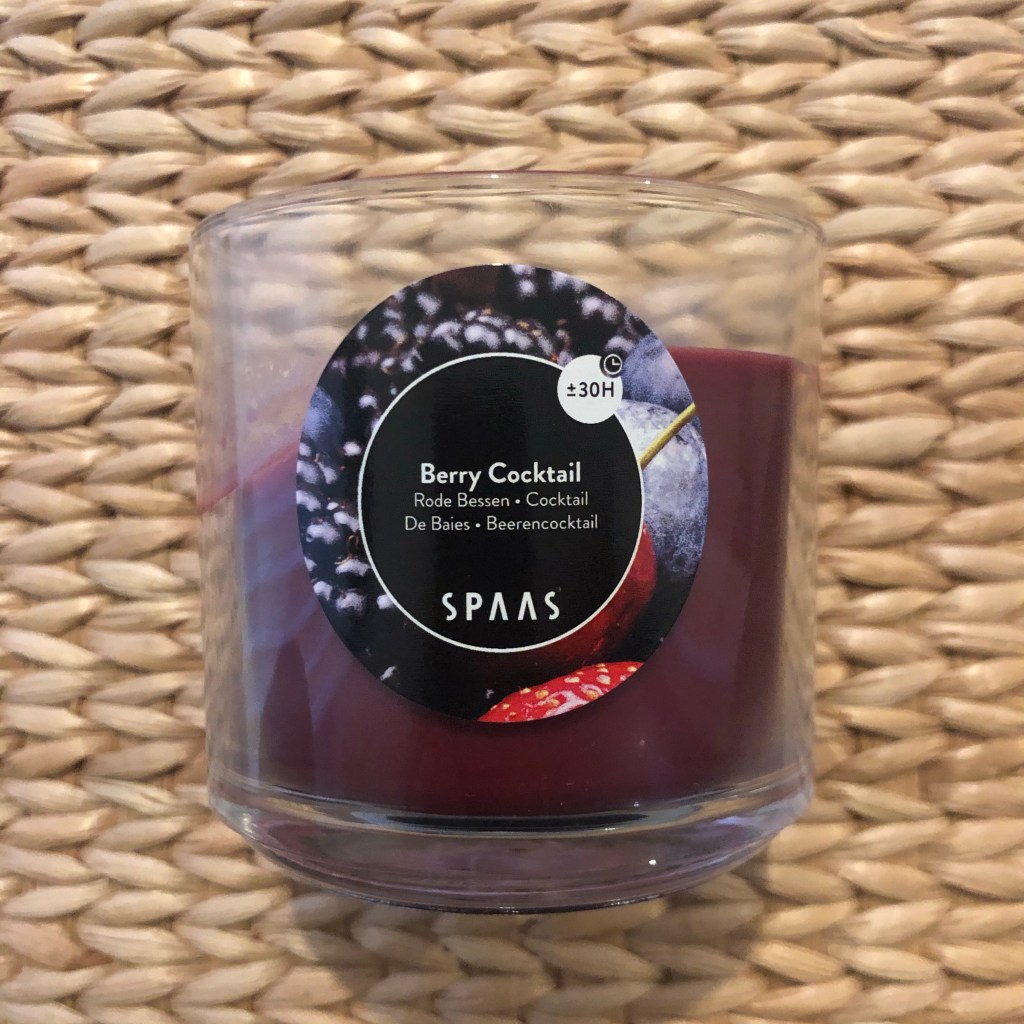 ±30H
Berry Cocktail
Rode Bessen • Cocktail
De Baies • Beerencocktail
SPAAS